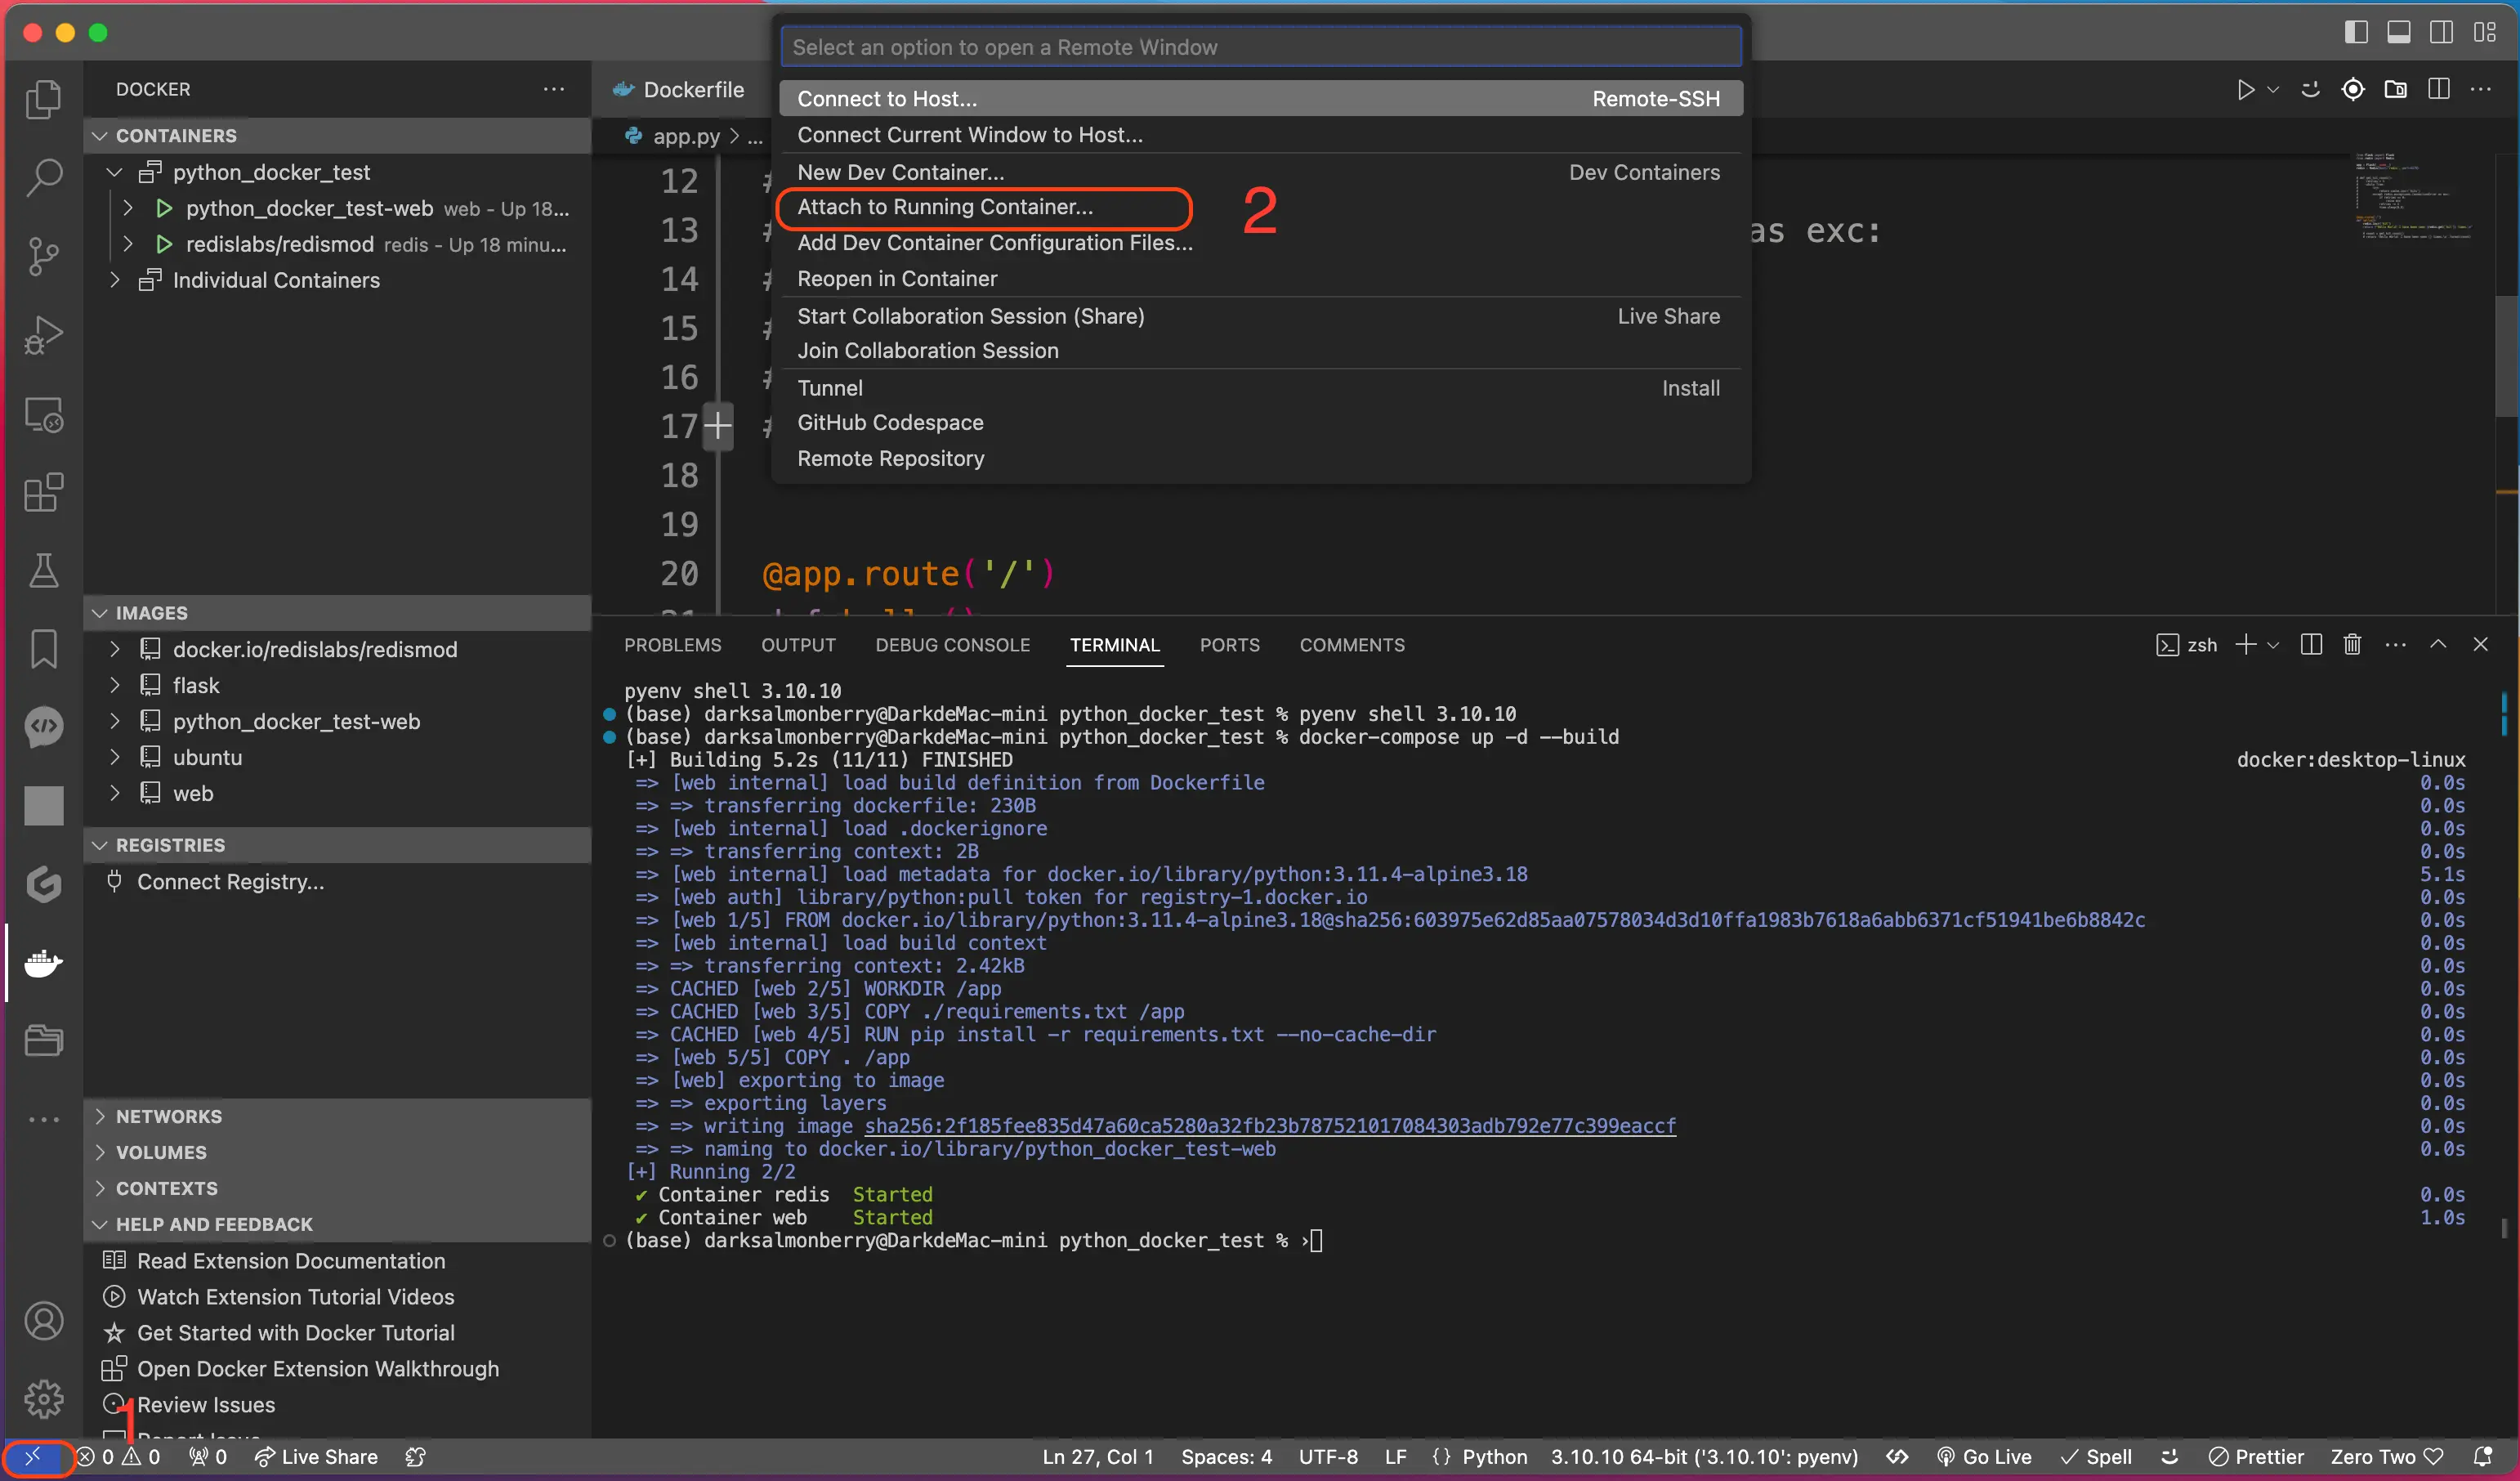 Select an option to open a Remote Window
Connect to Host... Remote-SSH
Connect Current Window to Host...
New Dev Container... Dev Containers
Attach to Running Container...
2
Add Dev Container Configuration Files...
Reopen in Container
Start Collaboration Session (Share) Live Share
Join Collaboration Session
Tunnel Install
GitHub Codespace
Remote Repository
DOCKER
CONTAINERS
python_docker_test
python_docker_test-web web - Up 18...
redislabs/redismod redis - Up 18 minu...
Individual Containers
IMAGES
docker.io/redislabs/redismod
flask
python_docker_test-web
ubuntu
web
REGISTRIES
Connect Registry...
NETWORKS
VOLUMES
CONTEXTS
HELP AND FEEDBACK
Read Extension Documentation
Watch Extension Tutorial Videos
Get Started with Docker Tutorial
Open Docker Extension Walkthrough
Review Issues
Report Issue
1
Dockerfile
app.py > ...
12 #
13 # as exc:
14 #
15 #
16 #
17 #
18
19
20 @app.route('/')
PROBLEMS OUTPUT DEBUG CONSOLE TERMINAL PORTS COMMENTS zsh
pyenv shell 3.10.10
(base) darksalmonberry@DarkdeMac-mini python_docker_test % pyenv shell 3.10.10
(base) darksalmonberry@DarkdeMac-mini python_docker_test % docker-compose up -d --build
[+] Building 5.2s (11/11) FINISHED docker:desktop-linux
=> [web internal] load build definition from Dockerfile 0.0s
=> => transferring dockerfile: 230B 0.0s
=> [web internal] load .dockerignore 0.0s
=> => transferring context: 2B 0.0s
=> [web internal] load metadata for docker.io/library/python:3.11.4-alpine3.18 5.1s
=> [web auth] library/python:pull token for registry-1.docker.io 0.0s
=> [web 1/5] FROM docker.io/library/python:3.11.4-alpine3.18@sha256:603975e62d85aa07578034d3d10ffa1983b7618a6abb6371cf51941be6b8842c 0.0s
=> [web internal] load build context 0.0s
=> => transferring context: 2.42kB 0.0s
=> CACHED [web 2/5] WORKDIR /app 0.0s
=> CACHED [web 3/5] COPY ./requirements.txt /app 0.0s
=> CACHED [web 4/5] RUN pip install -r requirements.txt --no-cache-dir 0.0s
=> [web 5/5] COPY . /app 0.0s
=> [web] exporting to image 0.0s
=> => exporting layers 0.0s
=> => writing image sha256:2f185fee835d47a60ca5280a32fb23b787521017084303adb792e77c399eaccf 0.0s
=> => naming to docker.io/library/python_docker_test-web 0.0s
[+] Running 2/2
✔ Container redis Started 0.0s
✔ Container web Started 1.0s
(base) darksalmonberry@DarkdeMac-mini python_docker_test % ›
0 0 0 Live Share Ln 27, Col 1 Spaces: 4 UTF-8 LF {} Python 3.10.10 64-bit ('3.10.10': pyenv) Go Live Spell Prettier Zero Two ♡